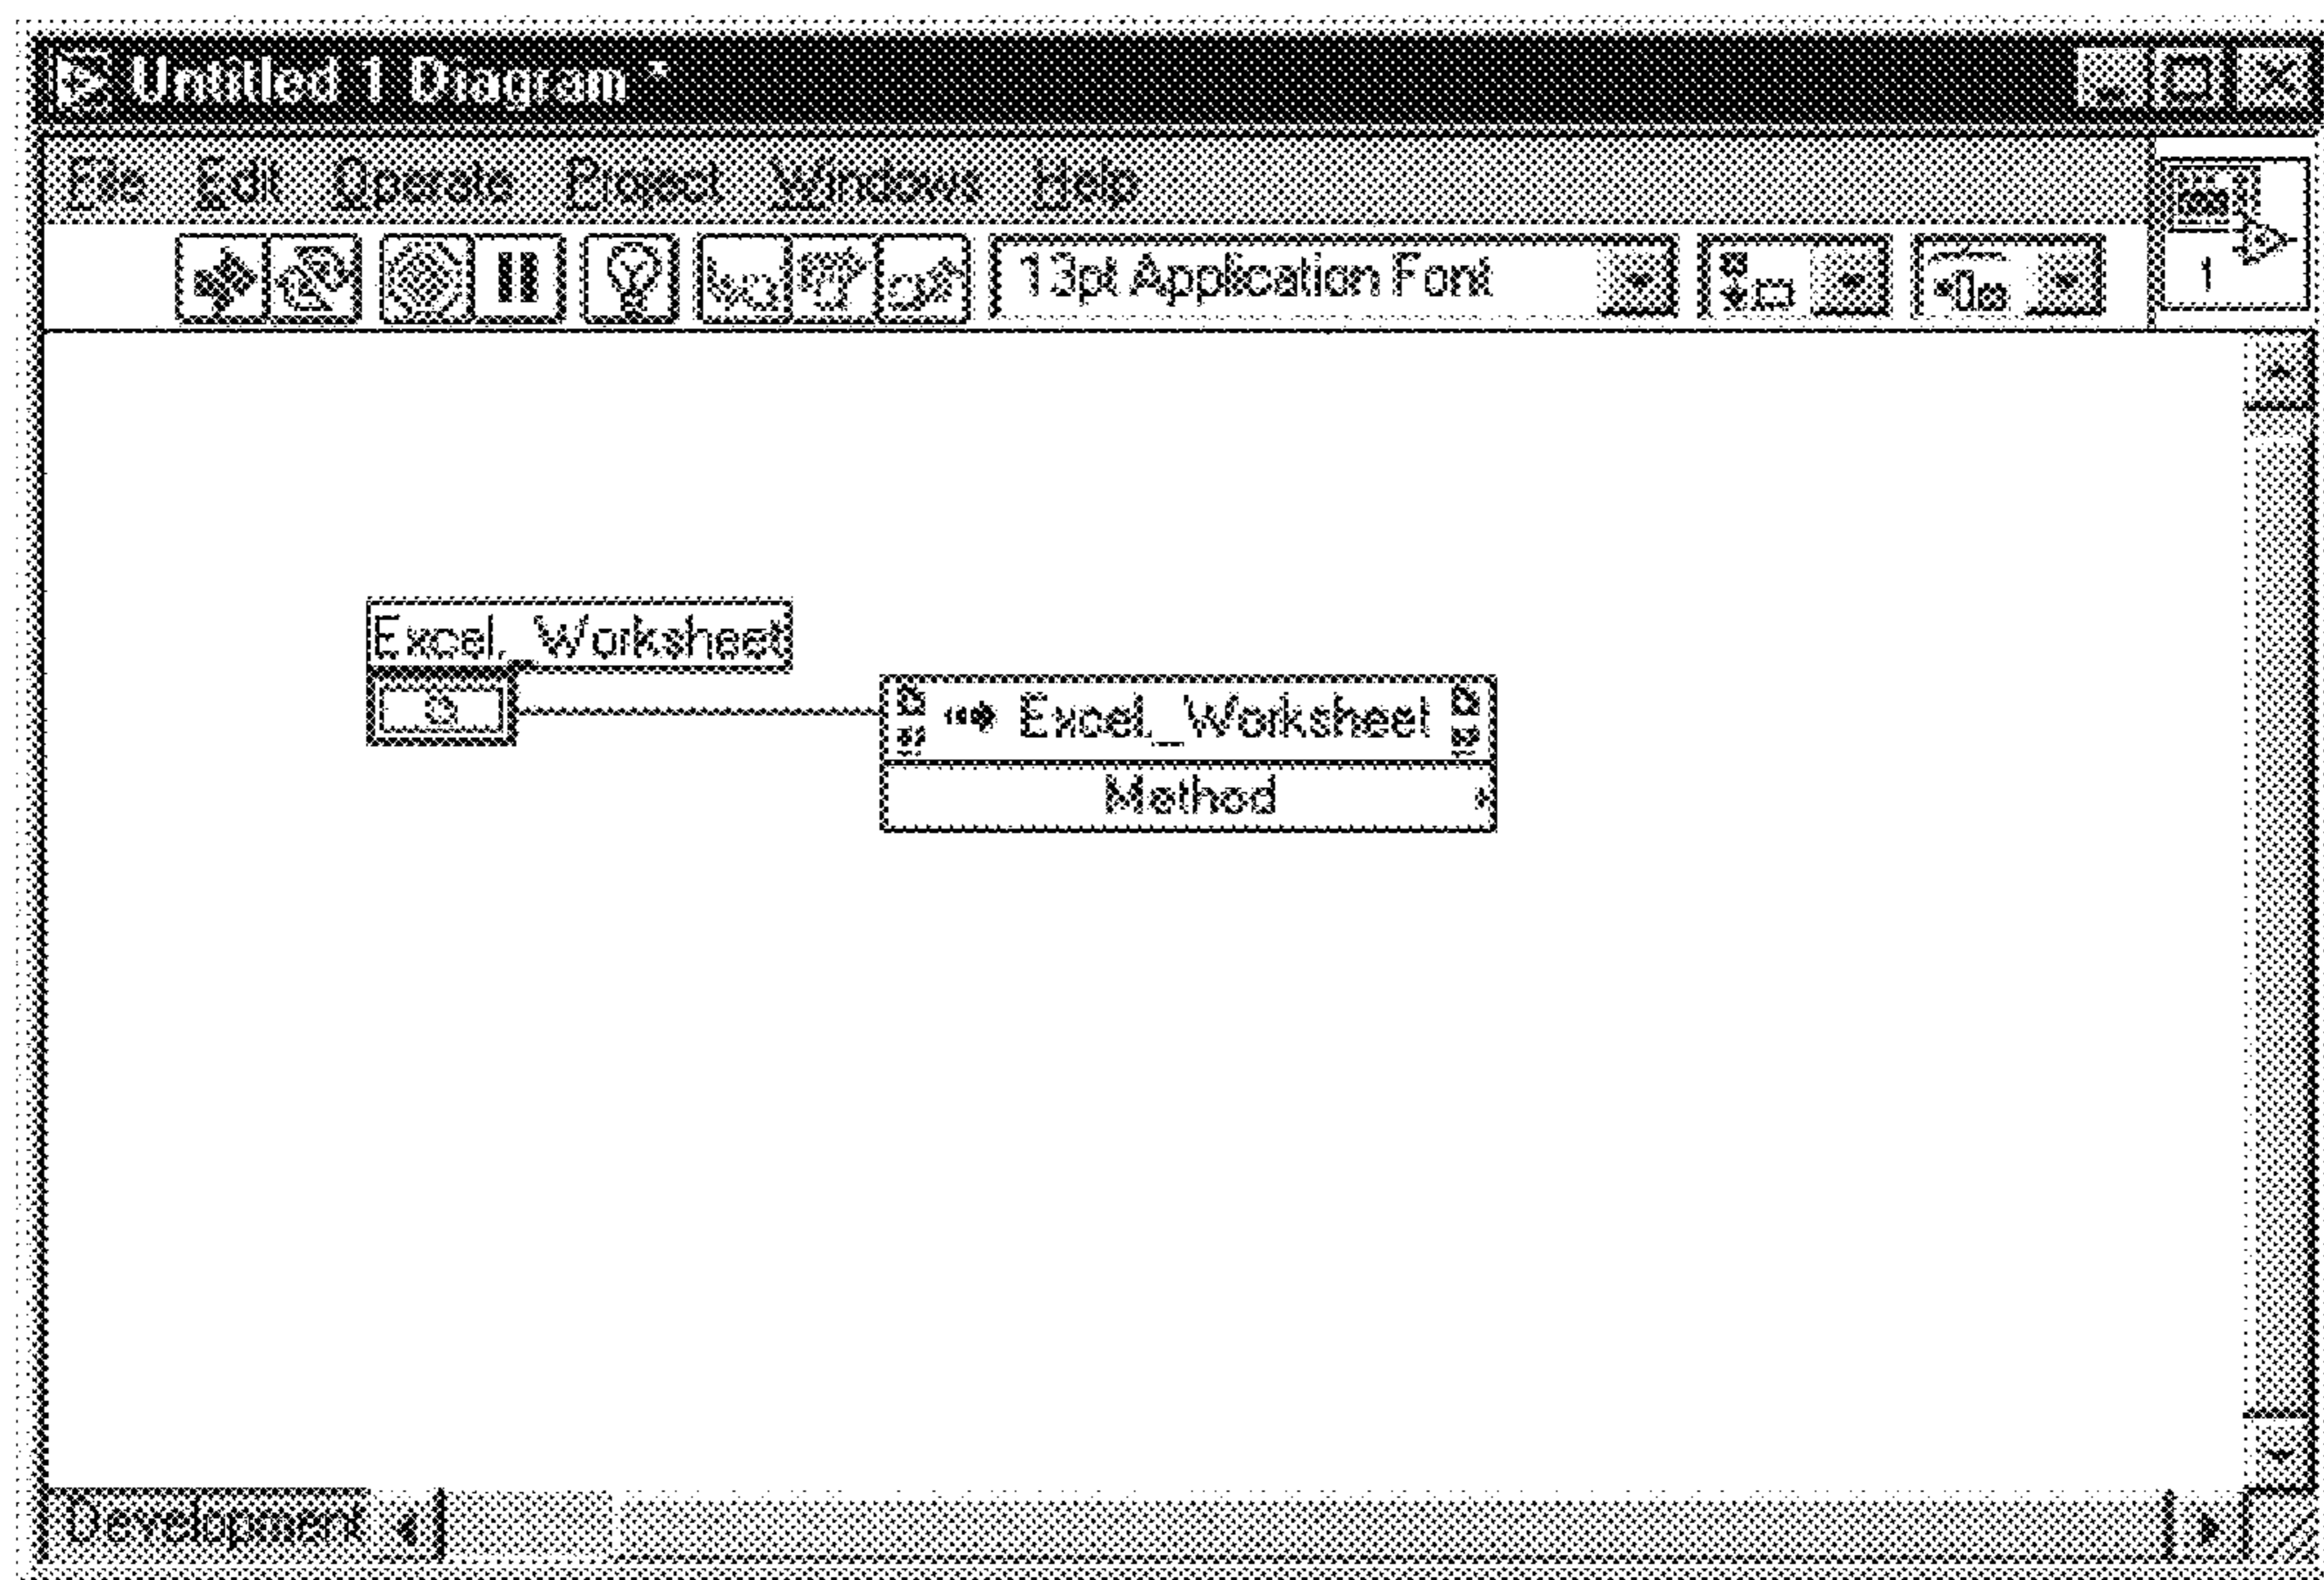 Untitled 1 Diagram *
File Edit Operate Project Windows Help
13pt Application Font
1
Excel._Worksheet
Excel._Worksheet
Method
Development